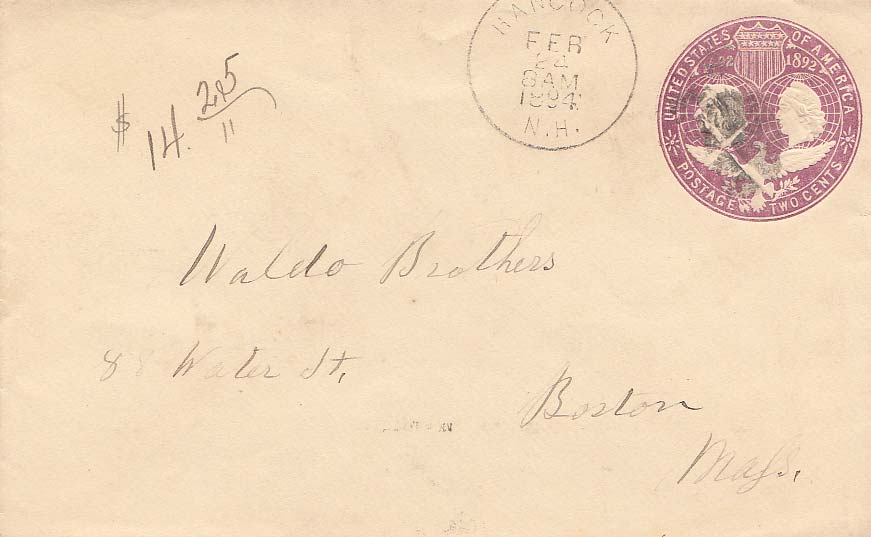 HANCOCK
FEB
24
8AM
1894
N.H.
UNITED STATES OF AMERICA
1892
POSTAGE TWO CENTS
$ 14.25
11
Waldo Brothers
88 Water St,
Boston
Mass.